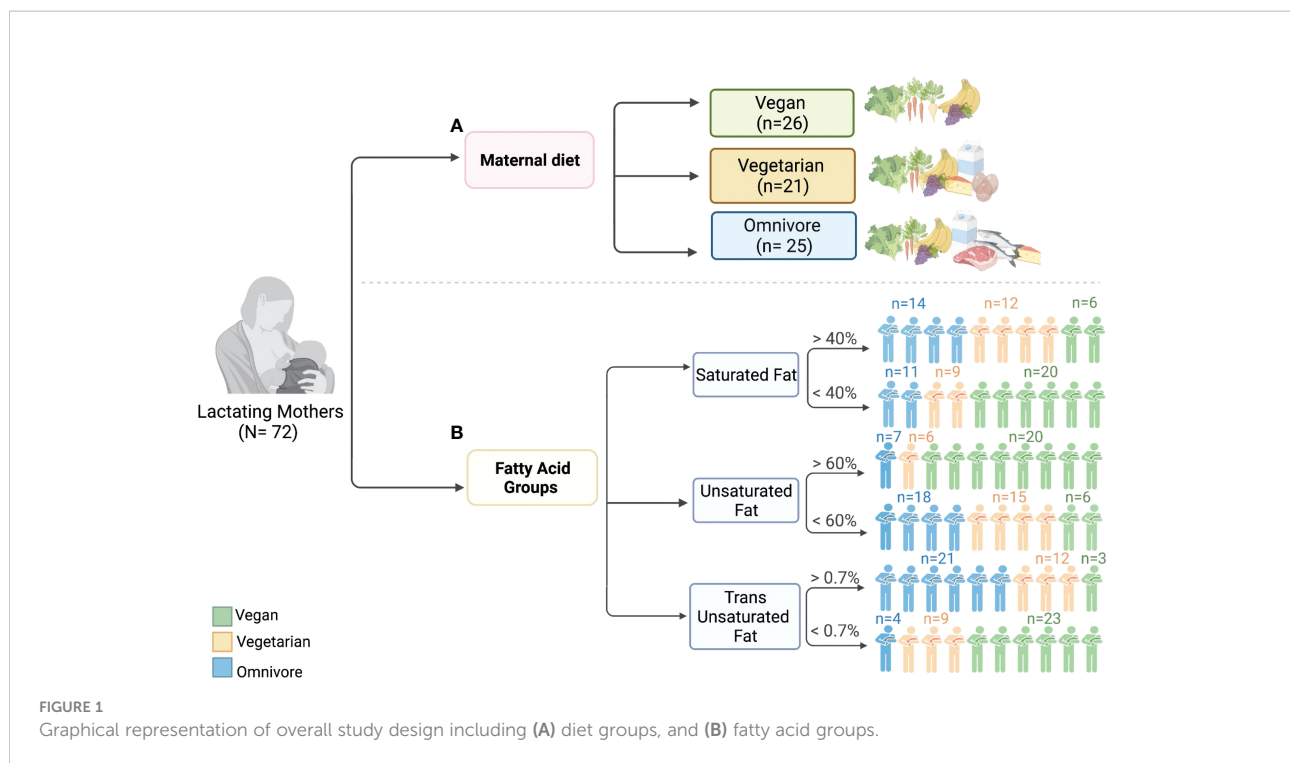 A
Maternal diet
Vegan
(n=26)
Vegetarian
(n=21)
Omnivore
(n= 25)
Lactating Mothers
(N= 72)
B
Fatty Acid
Groups
Saturated Fat
> 40%
n=14 n=12 n=6
< 40%
n=11 n=9 n=20
Unsaturated
Fat
> 60%
n=7 n=6 n=20
< 60%
n=18 n=15 n=6
Trans
Unsaturated
Fat
> 0.7%
n=21 n=12 n=3
< 0.7%
n=4 n=9 n=23
Vegan
Vegetarian
Omnivore
FIGURE 1
Graphical representation of overall study design including (A) diet groups, and (B) fatty acid groups.